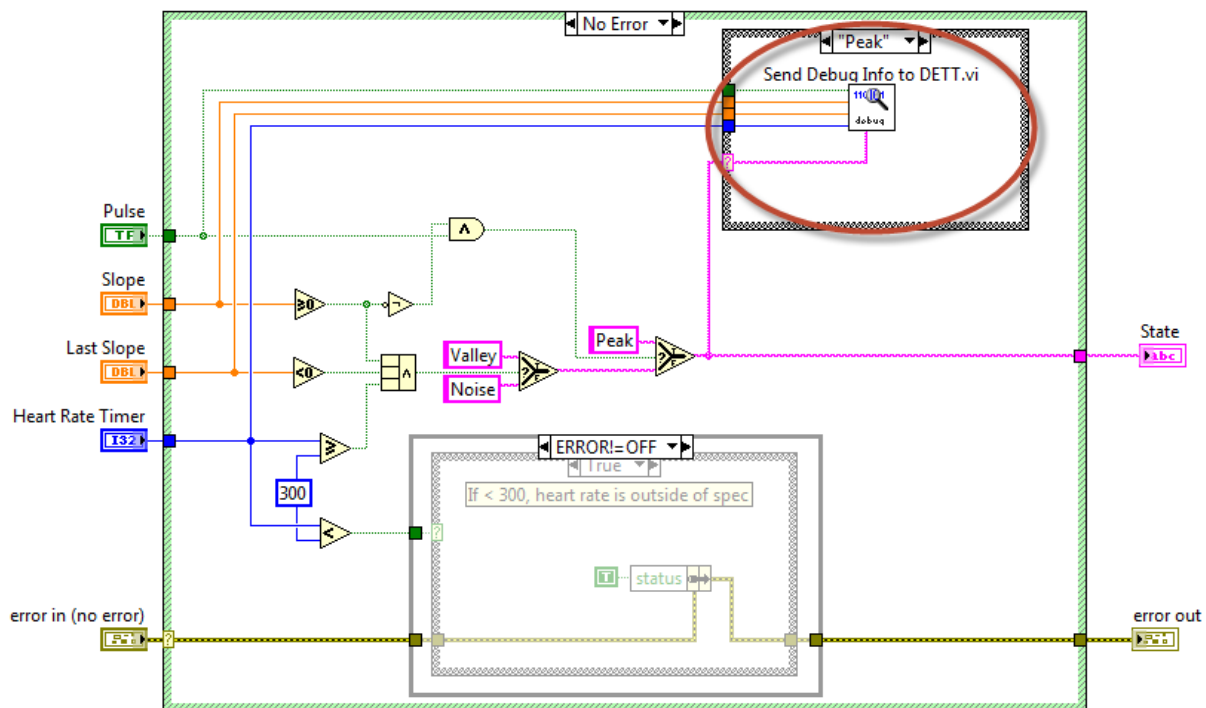 No Error
"Peak"
Send Debug Info to DETT.vi
debug
Pulse
TF
Slope
DBL
≥0
Last Slope
DBL
<0
Valley
Noise
Peak
State
abc
Heart Rate Timer
I32
≥
300
<
ERROR!=OFF
True
If < 300, heart rate is outside of spec
T
status
error in (no error)
error out